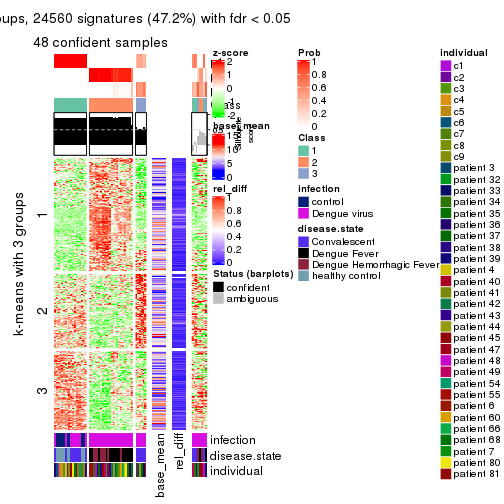 oups, 24560 signatures (47.2%) with fdr < 0.05
48 confident samples
k-means with 3 groups
1
2
3
z-score
2
1
0
-1
-2
base_mean
15
10
5
0
rel_diff
1
0.8
0.6
0.4
0.2
0
Status (barplots)
confident
ambiguous
Prob
1
0.8
0.6
0.4
0.2
0
Class
1
2
3
infection
control
Dengue virus
disease.state
Convalescent
Dengue Fever
Dengue Hemorrhagic Fever
healthy control
individual
c1
c2
c3
c4
c5
c6
c7
c8
c9
patient 3
patient 32
patient 33
patient 34
patient 35
patient 36
patient 37
patient 38
patient 39
patient 4
patient 40
patient 41
patient 42
patient 43
patient 44
patient 45
patient 47
patient 48
patient 49
patient 54
patient 55
patient 6
patient 60
patient 66
patient 68
patient 7
patient 80
patient 81
infection
disease.state
individual
base_mean
rel_diff